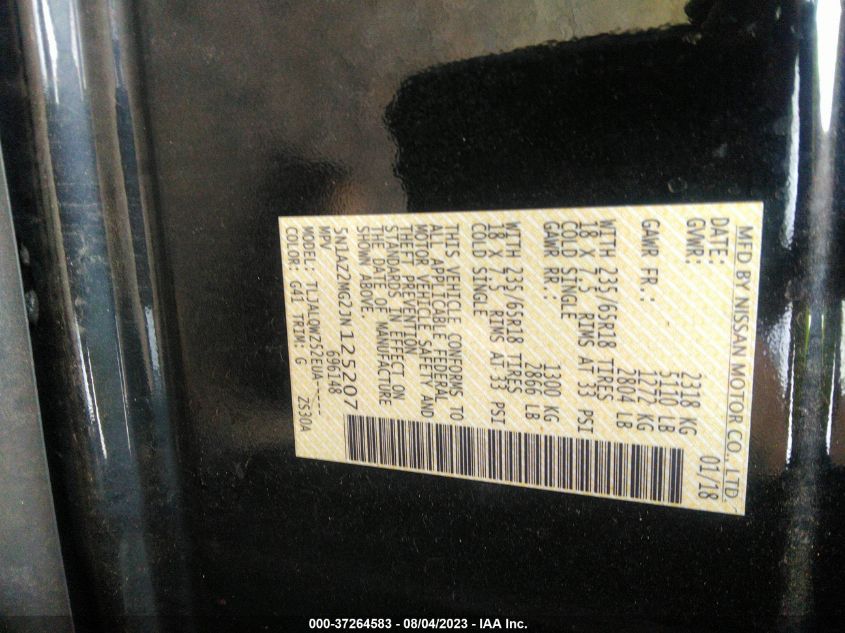 MFD BY NISSAN MOTOR CO., LTD.
DATE: 01/18
GVWR: 2318 KG
5110 LB
GAWR FR.: 1272 KG
2804 LB
WITH 235/65R18 TIRES
18 X 7.5 RIMS AT 33 PSI
COLD SINGLE
GAWR RR.: 1300 KG
2866 LB
WITH 235/65R18 TIRES
18 X 7.5 RIMS AT 33 PSI
COLD SINGLE
THIS VEHICLE CONFORMS TO
ALL APPLICABLE FEDERAL
MOTOR VEHICLE SAFETY AND
THEFT PREVENTION
STANDARDS IN EFFECT ON
THE DATE OF MANUFACTURE
SHOWN ABOVE.
5N1AZ2MG2JN125207
MPV 696148
MODEL:
COLOR: G41 TRIM: G ZS30A
000-37264583 - 08/04/2023 - IAA Inc.